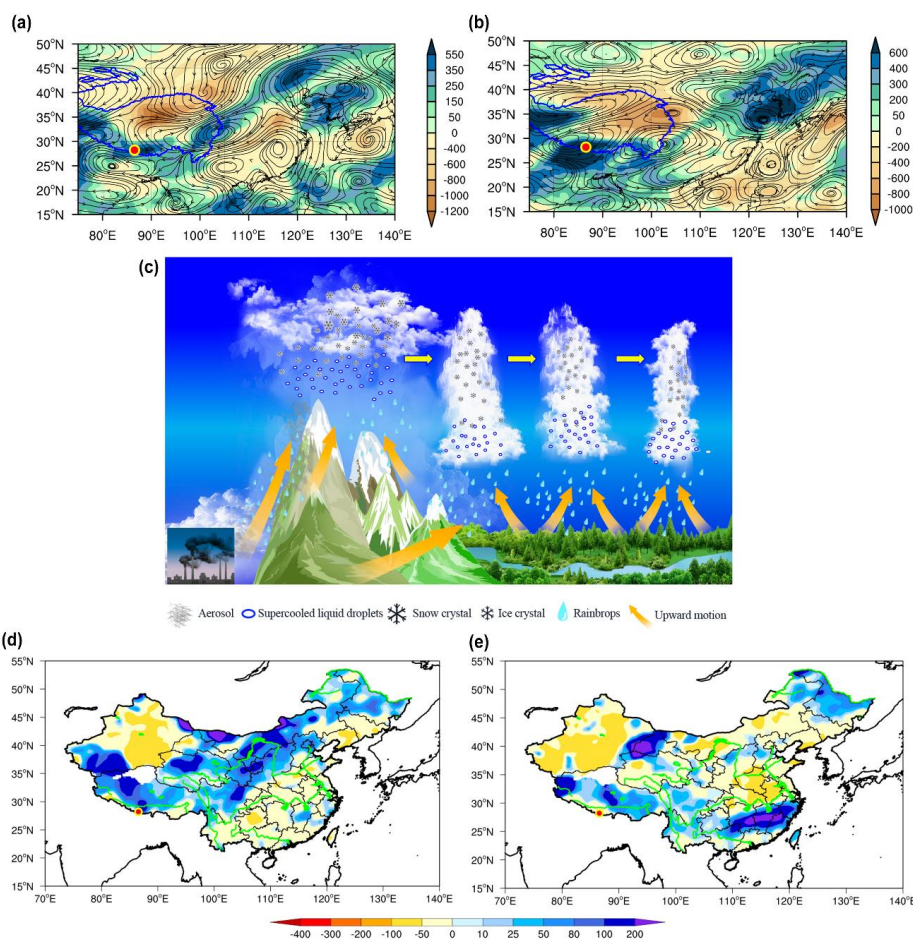 (a)
50°N
45°N
40°N
35°N
30°N
25°N
20°N
15°N
80°E 90°E 100°E 110°E 120°E 130°E 140°E
550
350
250
150
50
0
-200
-400
-600
-800
-1000
-1200
(b)
50°N
45°N
40°N
35°N
30°N
25°N
20°N
15°N
80°E 90°E 100°E 110°E 120°E 130°E 140°E
600
400
300
200
100
50
0
-200
-400
-600
-800
-1000
(c)
Aerosol Supercooled liquid droplets Snow crystal Ice crystal Rainbrops Upward motion
(d)
55°N
50°N
45°N
40°N
35°N
30°N
25°N
20°N
15°N
70°E 80°E 90°E 100°E 110°E 120°E 130°E 140°E
(e)
55°N
50°N
45°N
40°N
35°N
30°N
25°N
20°N
15°N
70°E 80°E 90°E 100°E 110°E 120°E 130°E 140°E
-400 -300 -200 -100 -50 0 10 25 50 80 100 200